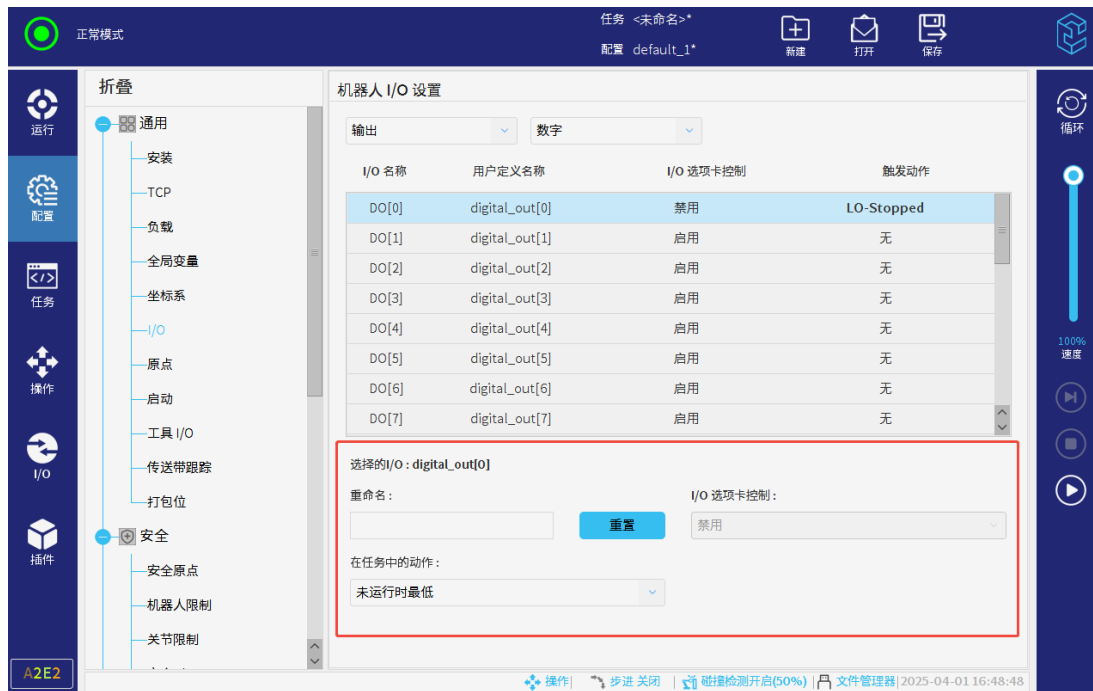 正常模式
任务 <未命名>*
配置 default_1*
新建
打开
保存
运行
配置
任务
操作
I/O
插件
A2E2
折叠
通用
安装
TCP
负载
全局变量
坐标系
I/O
原点
启动
工具 I/O
传送带跟踪
打包位
安全
安全原点
机器人限制
关节限制
机器人 I/O 设置
输出 数字
I/O 名称 用户定义名称 I/O 选项卡控制 触发动作
DO[0] digital_out[0] 禁用 LO-Stopped
DO[1] digital_out[1] 启用 无
DO[2] digital_out[2] 启用 无
DO[3] digital_out[3] 启用 无
DO[4] digital_out[4] 启用 无
DO[5] digital_out[5] 启用 无
DO[6] digital_out[6] 启用 无
DO[7] digital_out[7] 启用 无
选择的I/O : digital_out[0]
重命名 : I/O 选项卡控制 :
重置 禁用
在任务中的动作 :
未运行时最低
循环
100%
速度
操作| 步进 关闭 | 碰撞检测开启(50%) | 文件管理器|2025-04-01 16:48:48